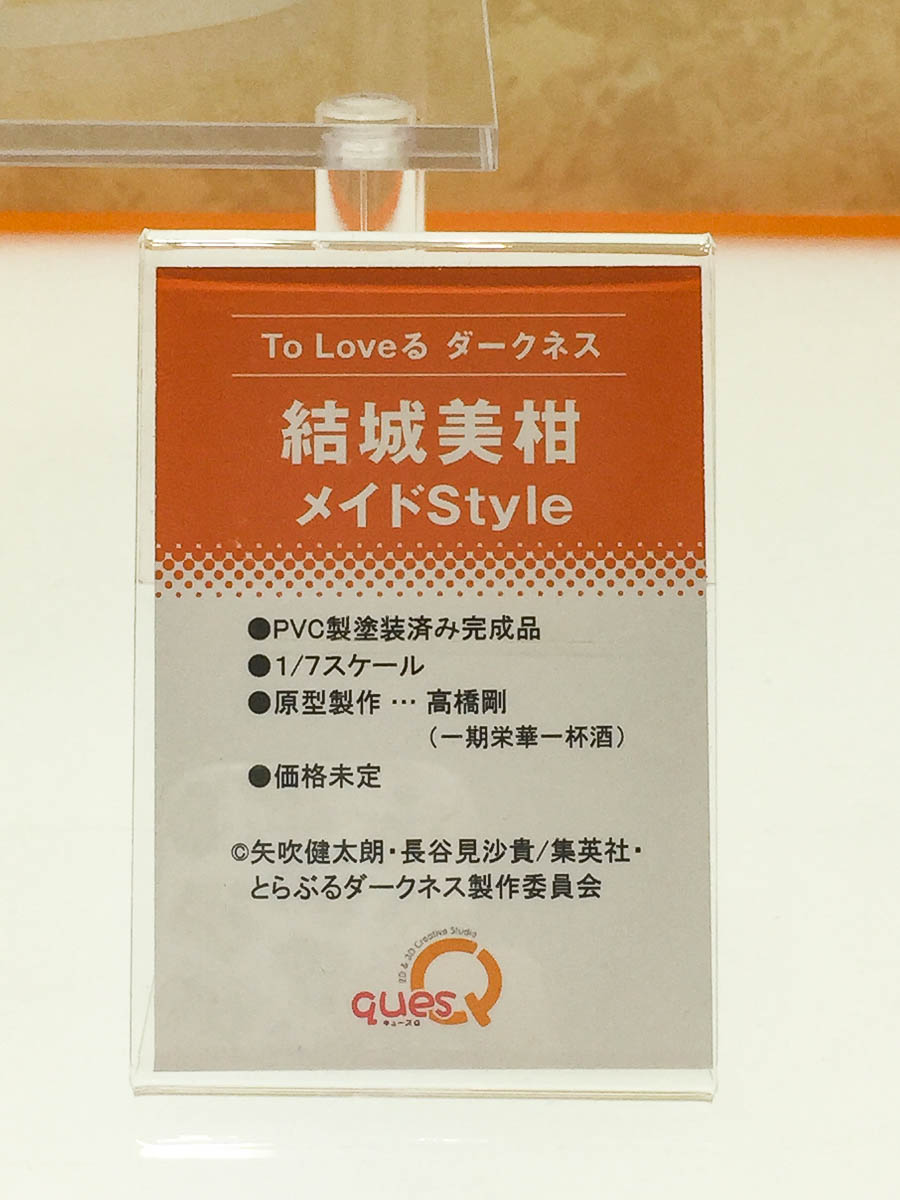 To Loveる ダークネス
結城美柑
メイドStyle
●PVC製塗装済み完成品
●1/7スケール
●原型製作 … 高橋剛
（一期栄華一杯酒）
●価格未定
©矢吹健太朗・長谷見沙貴/集英社・
とらぶるダークネス製作委員会
2D & 3D Creative Studio
quesQ
キューズQ